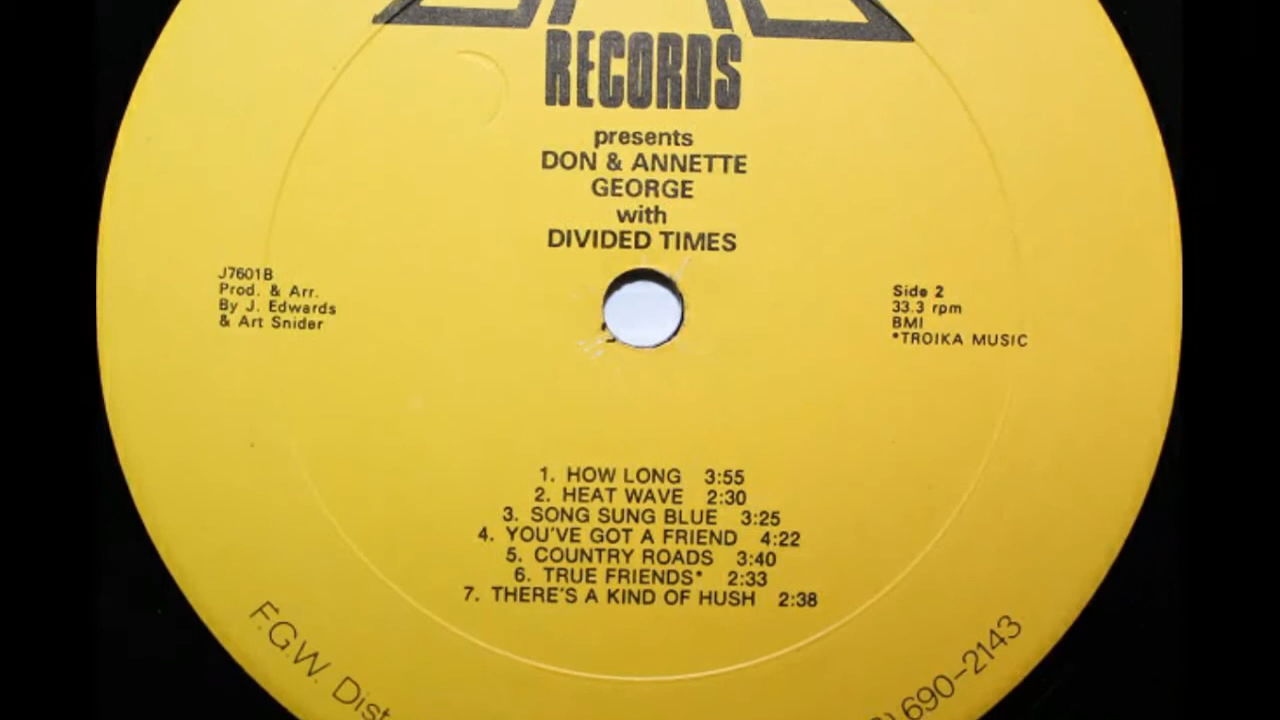 RECORDS
presents
DON & ANNETTE
GEORGE
with
DIVIDED TIMES
J7601B
Prod. & Arr.
By J. Edwards
& Art Snider
Side 2
33.3 rpm
BMI
*TROIKA MUSIC
1. HOW LONG 3:55
2. HEAT WAVE 2:30
3. SONG SUNG BLUE 3:25
4. YOU'VE GOT A FRIEND 4:22
5. COUNTRY ROADS 3:40
6. TRUE FRIENDS* 2:33
7. THERE'S A KIND OF HUSH 2:38
F.G.W. Dist
) 690-2143